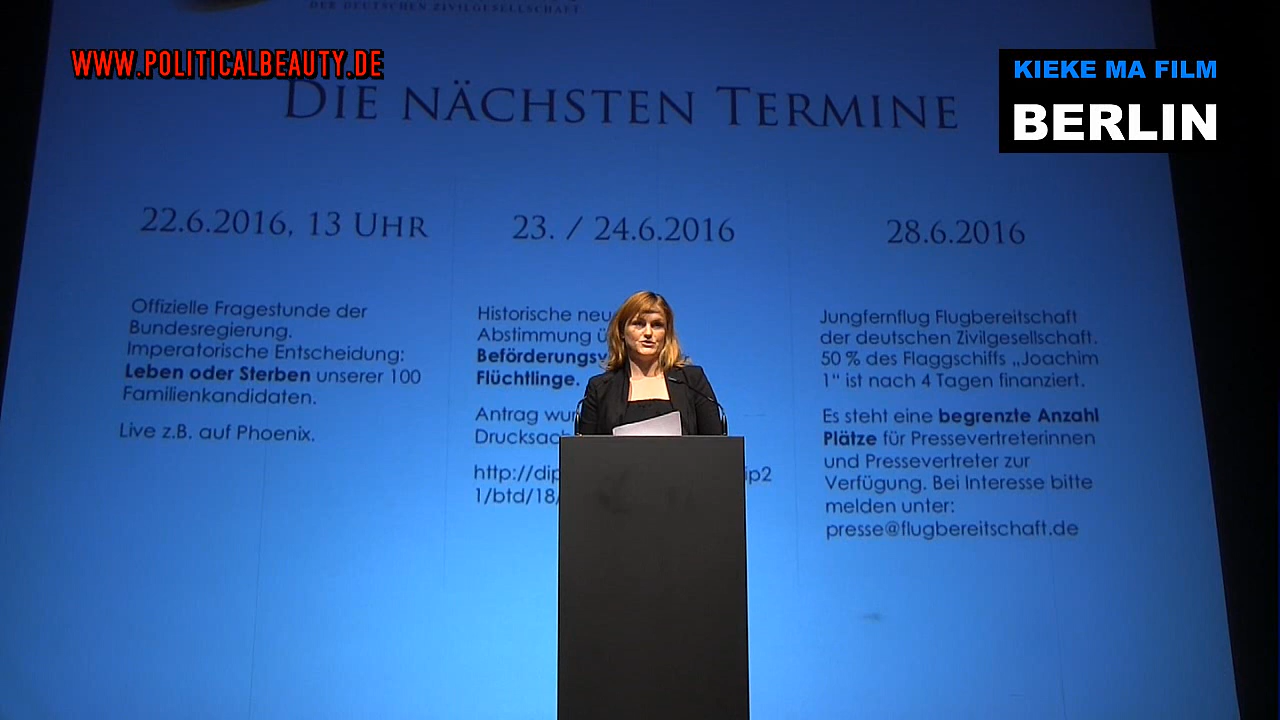 DER DEUTSCHEN ZIVILGESELLSCHAFT
WWW.POLITICALBEAUTY.DE
KIEKE MA FILM
BERLIN
DIE NÄCHSTEN TERMINE
22.6.2016, 13 UHR
Offizielle Fragestunde der
Bundesregierung.
Imperatorische Entscheidung:
Leben oder Sterben unserer 100
Familienkandidaten.
Live z.B. auf Phoenix.
23. / 24.6.2016
Historische neu
Abstimmung ü
Beförderungsv
Flüchtlinge.
Antrag wur
Drucksac
http://dip ip2
1/btd/18/
28.6.2016
Jungfernflug Flugbereitschaft
der deutschen Zivilgesellschaft.
50 % des Flaggschiffs „Joachim
1" ist nach 4 Tagen finanziert.
Es steht eine begrenzte Anzahl
Plätze für Pressevertreterinnen
und Pressevertreter zur
Verfügung. Bei Interesse bitte
melden unter:
presse@flugbereitschaft.de